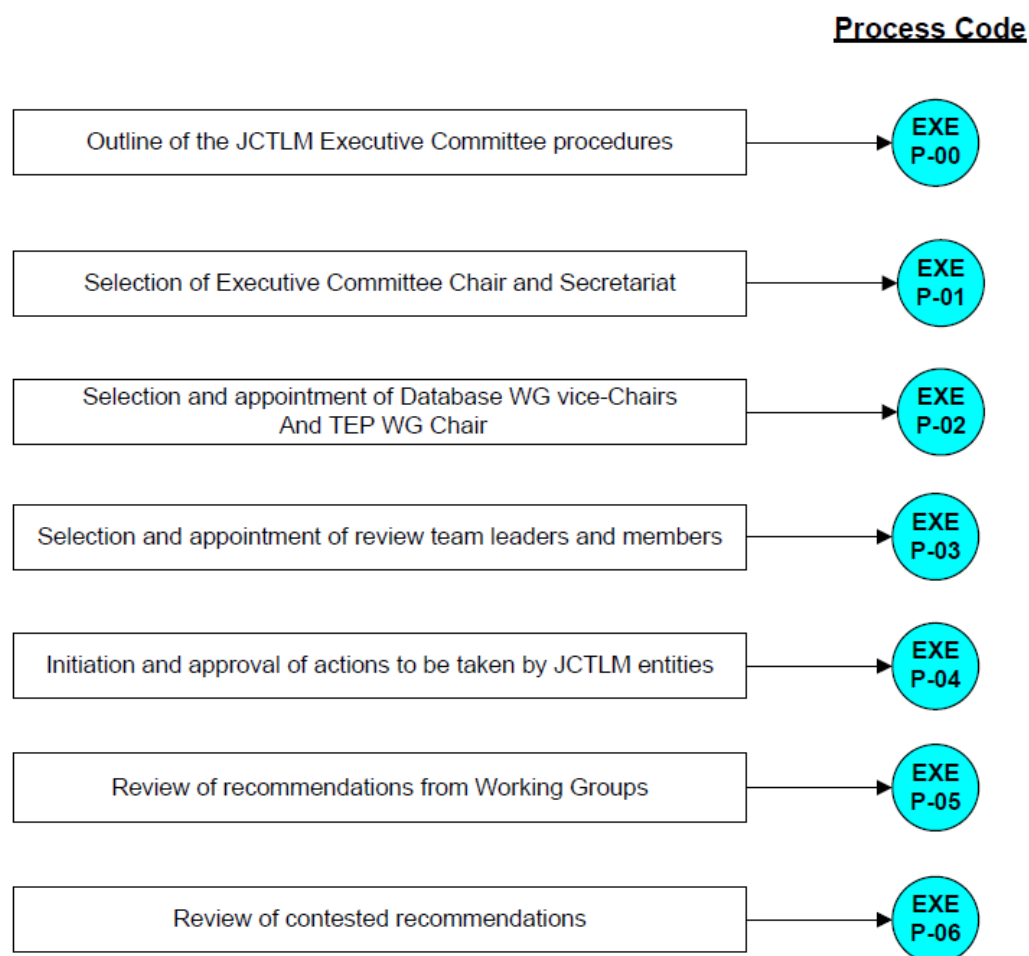 Process Code
Outline of the JCTLM Executive Committee procedures
EXE
P-00
Selection of Executive Committee Chair and Secretariat
EXE
P-01
Selection and appointment of Database WG vice-Chairs
And TEP WG Chair
EXE
P-02
Selection and appointment of review team leaders and members
EXE
P-03
Initiation and approval of actions to be taken by JCTLM entities
EXE
P-04
Review of recommendations from Working Groups
EXE
P-05
Review of contested recommendations
EXE
P-06